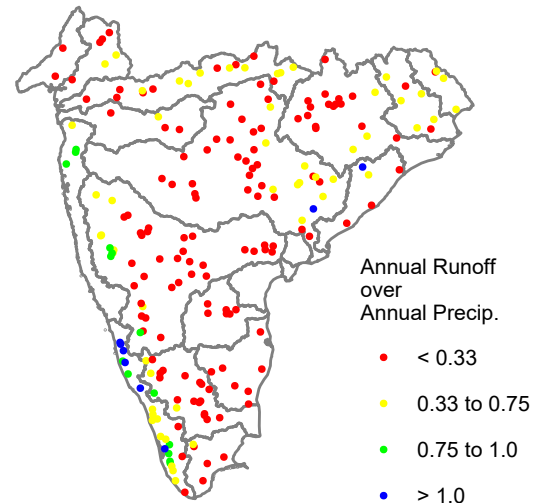 Annual Runoff
over
Annual Precip.
< 0.33
0.33 to 0.75
0.75 to 1.0
> 1.0